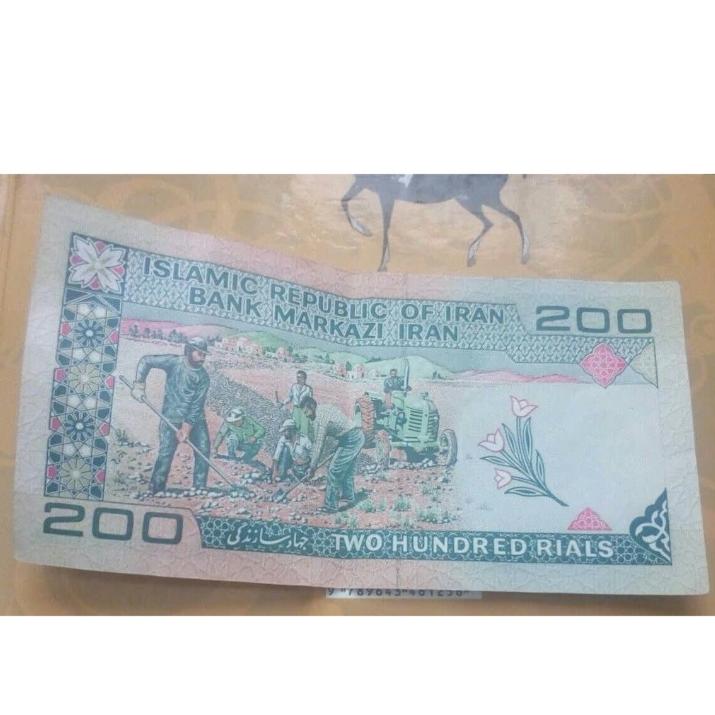 ISLAMIC REPUBLIC OF IRAN
BANK MARKAZI IRAN
200
200
جهاد سازندگی
TWO HUNDRED RIALS